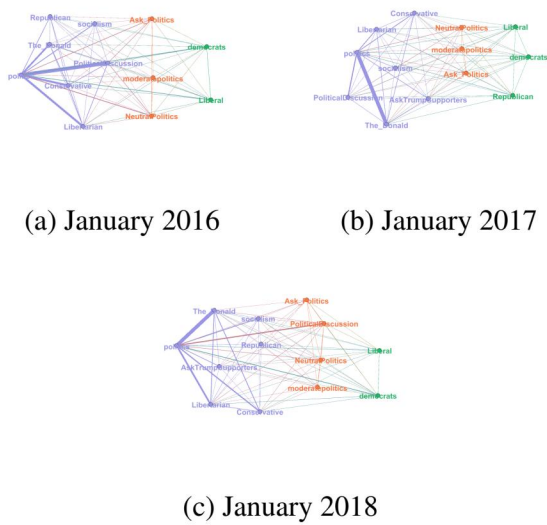 Republican
socialism
Ask_Politics
The_Donald
PoliticalDiscussion
democrats
politics
Conservative
moderatepolitics
Liberal
Libertarian
NeutralPolitics
(a) January 2016
Conservative
Libertarian
NeutralPolitics
Liberal
politics
moderatepolitics
democrats
socialism
Ask_Politics
PoliticalDiscussion
AskTrumpSupporters
Republican
The_Donald
(b) January 2017
Ask_Politics
The_Donald
socialism
PoliticalDiscussion
politics
Republican
Liberal
AskTrumpSupporters
NeutralPolitics
moderatepolitics
democrats
Libertarian
Conservative
(c) January 2018